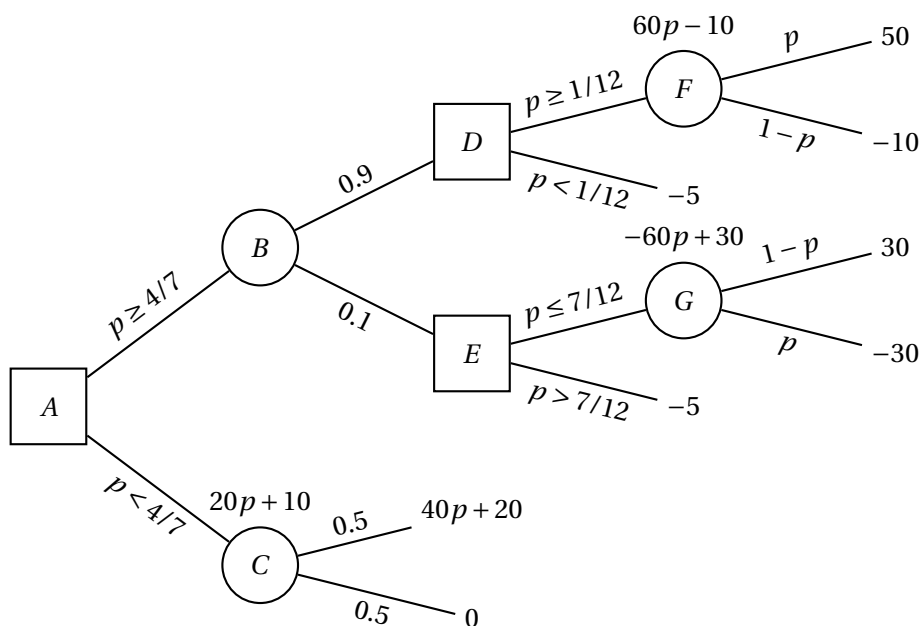 60p − 10
p
50
p ≥ 1/12
F
1 − p
−10
D
0.9
p < 1/12
−5
B
−60p + 30
1 − p
30
p ≥ 4/7
p ≤ 7/12
G
0.1
p
−30
E
p > 7/12
−5
A
p < 4/7
20p + 10
0.5
40p + 20
C
0.5
0